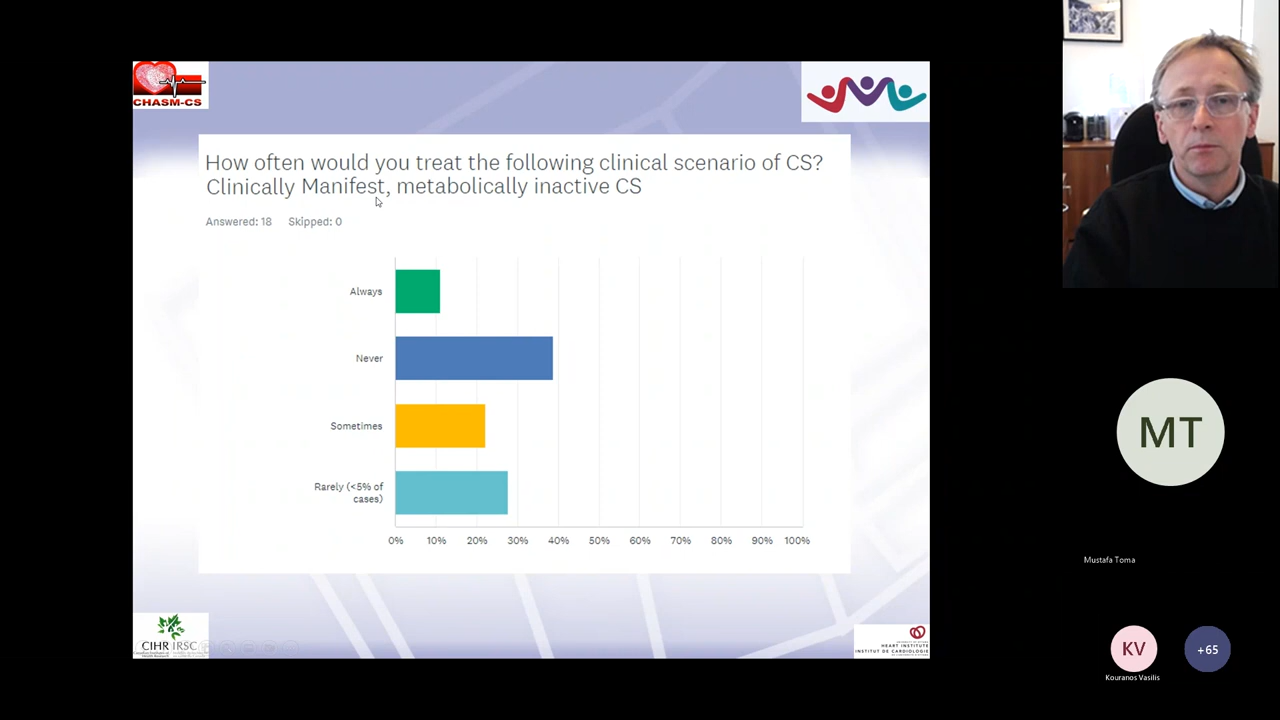 CHASM-CS
How often would you treat the following clinical scenario of CS?
Clinically Manifest, metabolically inactive CS
Answered: 18 Skipped: 0
Always
Never
Sometimes
Rarely (<5% of
cases)
0% 10% 20% 30% 40% 50% 60% 70% 80% 90% 100%
CIHR IRSC
HEART INSTITUTE
INSTITUT DE CARDIOLOGIE
MT
Mustafa Toma
KV
Kouranos Vasilis
+65